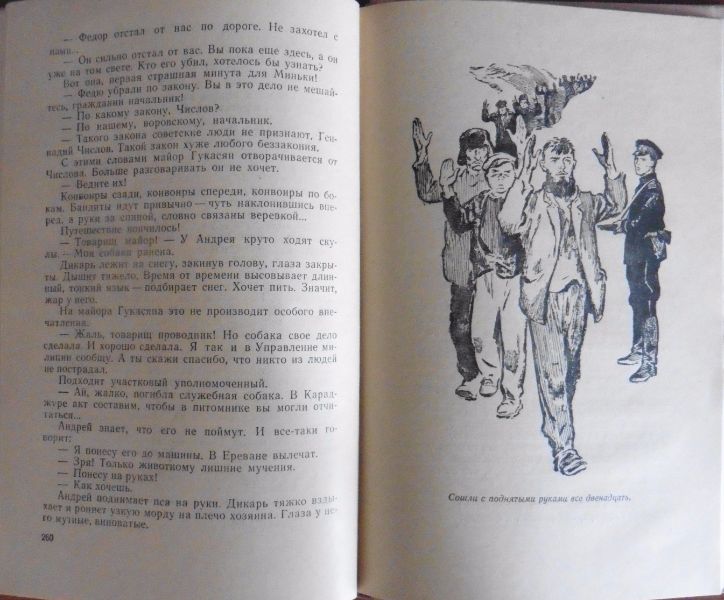 — Федор отстал от нас по дороге. Не захотел с
нами...
— Он сильно отстал от вас. Вы пока еще здесь, а он
уже на том свете. Кто его убил, хотелось бы узнать?
Вот она, первая страшная минута для Миньки!
— Федю убрали по закону. Вы в это дело не мешай-
тесь, гражданин начальник!
— По какому закону, Числов?
— По нашему, воровскому, начальник,
— Такого закона советские люди не признают, Ген-
надий Числов. Такой закон хуже любого беззакония.
С этими словами майор Гукасян отворачивается от
Числова. Больше разговаривать он не хочет.
— Ведите их!
Конвоиры сзади, конвоиры спереди, конвоиры по бо-
кам. Бандиты идут привычно — чуть наклонившись впе-
ред, а руки за спиной, словно связаны веревкой...
Путешествие кончилось!
— Товарищ майор! — У Андрея круто ходят ску-
лы. — Моя собака ранена.
Дикарь лежит на снегу, закинув голову, глаза закры-
ты. Дышит тяжело. Время от времени высовывает длин-
ный, тонкий язык — подбирает снег. Хочет пить. Значит,
жар у него.
На майора Гукасяна это не производит особого впе-
чатления.
— Жаль, товарищ проводник! Но собака свое дело
сделала. И хорошо сделала. Я так и в Управление ми-
лиции сообщу. А ты скажи спасибо, что никто из людей
не пострадал.
Подходит участковый уполномоченный.
— Ай, жалко, погибла служебная собака. В Карад-
журе акт составим, чтобы в питомнике вы могли отчи-
таться...
Андрей знает, что его не поймут. И все-таки го-
ворит:
— Я понесу его до машины. В Ереване вылечат.
— Зря! Только животному лишние мучения.
— Понесу на руках!
— Как хочешь.
Андрей поднимает пса на руки. Дикарь тяжко взды-
хает и роняет узкую морду на плечо хозяина. Глаза у не-
го мутные, виноватые.
260
Сошли с поднятыми руками все двенадцать.